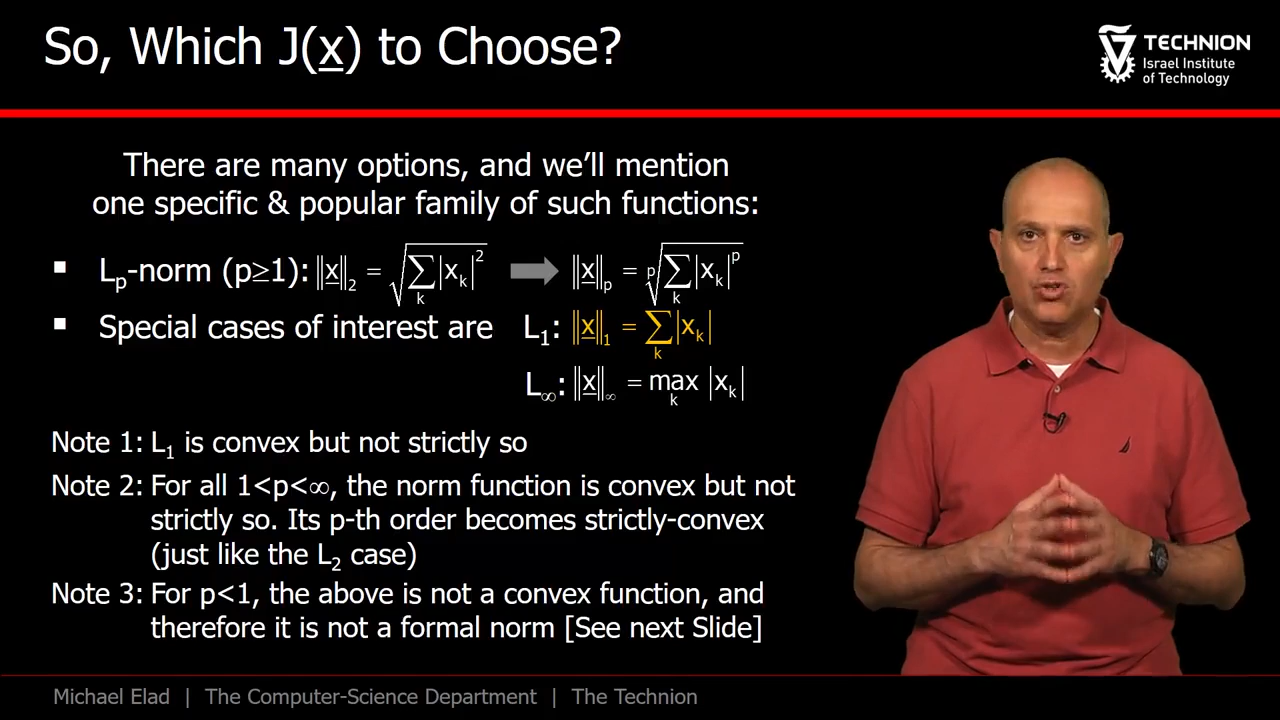 So, Which J(x) to Choose?
TECHNION
Israel Institute
of Technology
There are many options, and we'll mention
one specific & popular family of such functions:
▪ Lp-norm (p≥1): ‖x‖₂ = √∑ₖ|xₖ|² ‖x‖ₚ = ᵖ√∑ₖ|xₖ|ᵖ
▪ Special cases of interest are L₁: ‖x‖₁ = ∑ₖ|xₖ|
L∞: ‖x‖∞ = maxₖ |xₖ|
Note 1: L₁ is convex but not strictly so
Note 2: For all 1<p<∞, the norm function is convex but not
strictly so. Its p-th order becomes strictly-convex
(just like the L₂ case)
Note 3: For p<1, the above is not a convex function, and
therefore it is not a formal norm [See next Slide]
Michael Elad | The Computer-Science Department | The Technion